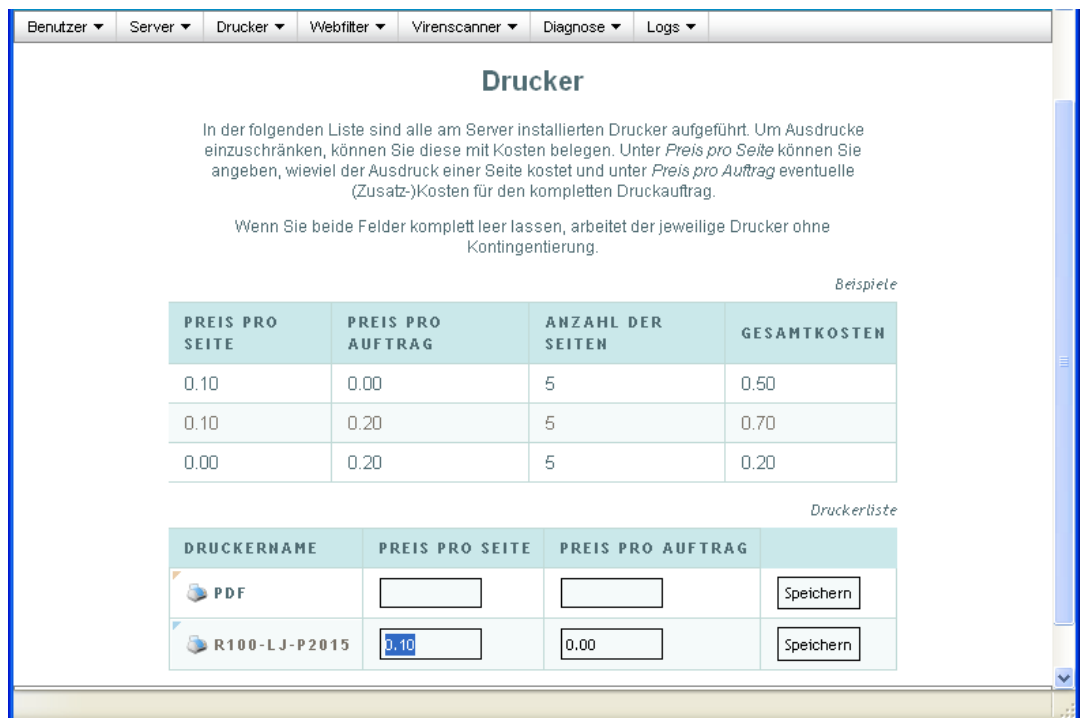 Benutzer Server Drucker Webfilter Virenscanner Diagnose Logs
Drucker
In der folgenden Liste sind alle am Server installierten Drucker aufgeführt. Um Ausdrucke
einzuschränken, können Sie diese mit Kosten belegen. Unter Preis pro Seite können Sie
angeben, wieviel der Ausdruck einer Seite kostet und unter Preis pro Auftrag eventuelle
(Zusatz-)Kosten für den kompletten Druckauftrag.
Wenn Sie beide Felder komplett leer lassen, arbeitet der jeweilige Drucker ohne
Kontingentierung.
Beispiele
PREIS PRO SEITE PREIS PRO AUFTRAG ANZAHL DER SEITEN GESAMTKOSTEN
0.10 0.00 5 0.50
0.10 0.20 5 0.70
0.00 0.20 5 0.20
Druckerliste
DRUCKERNAME PREIS PRO SEITE PREIS PRO AUFTRAG
PDF Speichern
R100-LJ-P2015 0.10 0.00 Speichern